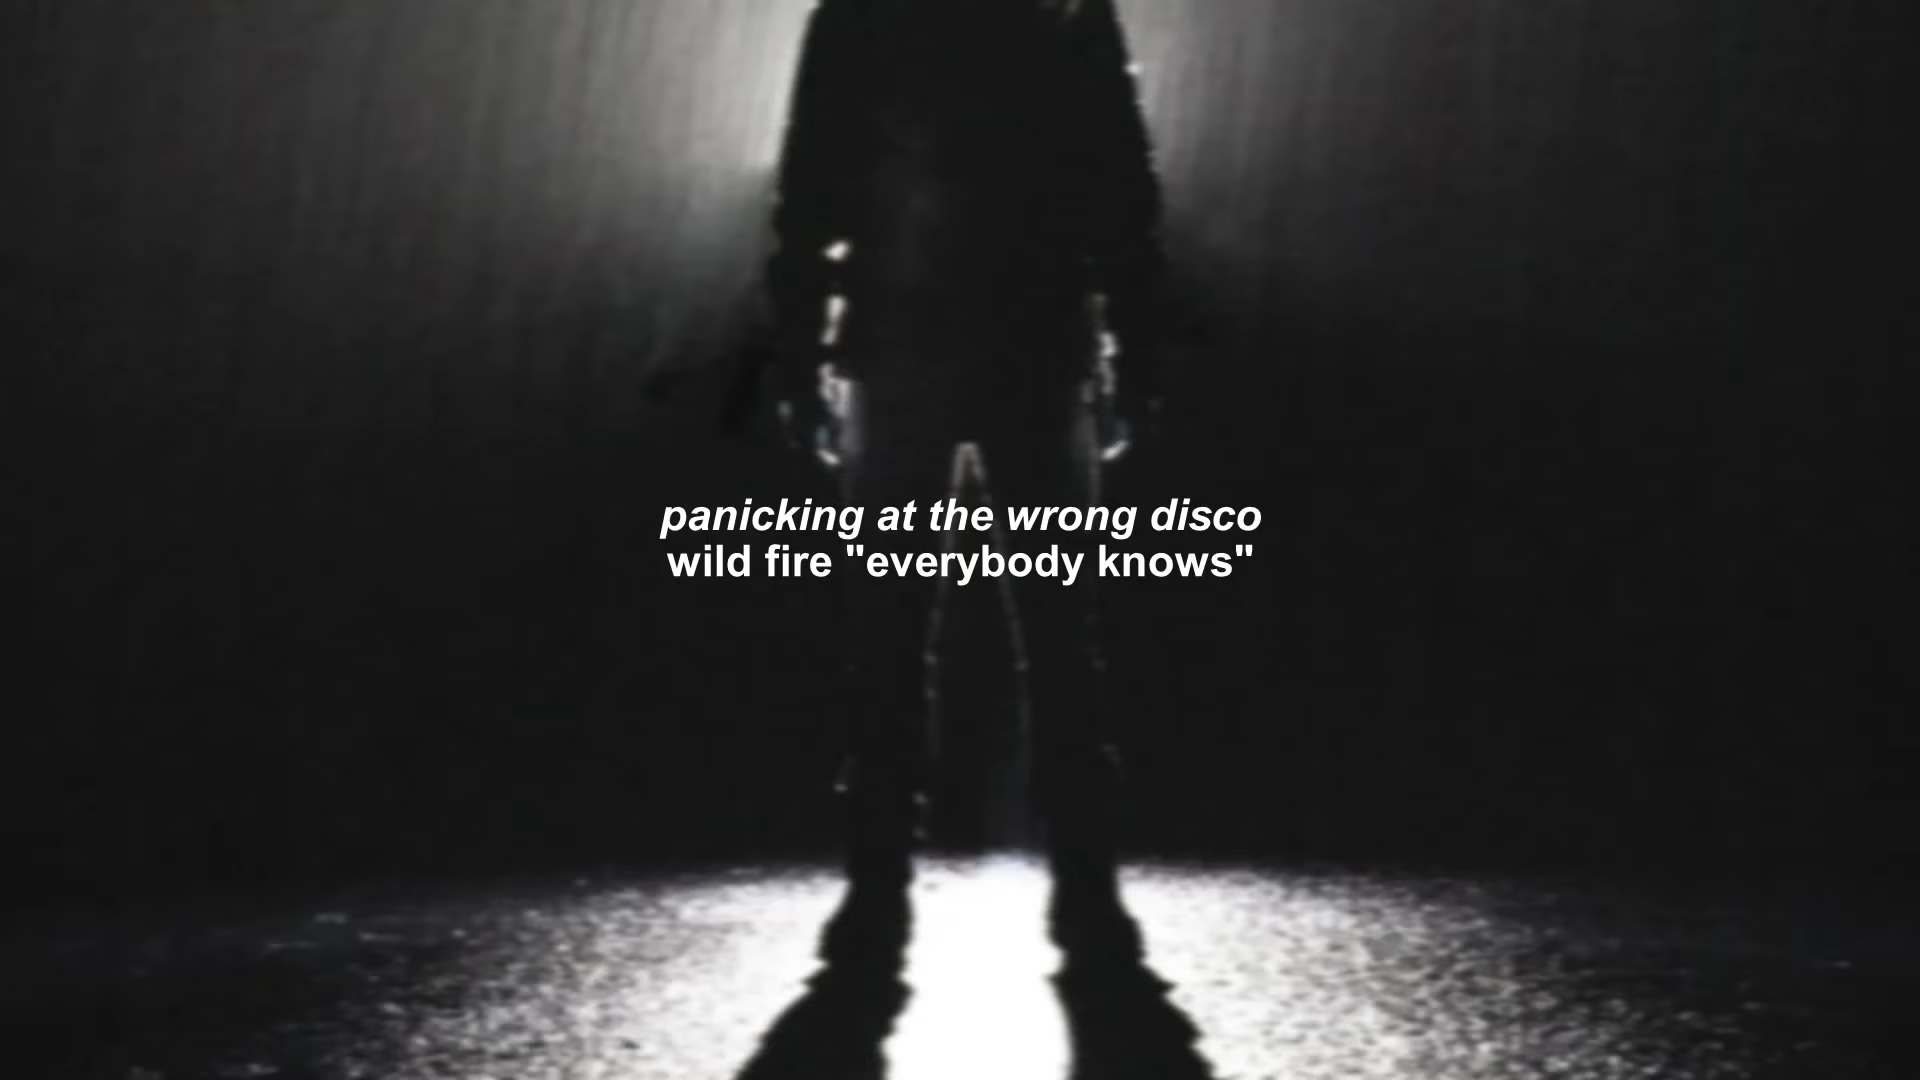 panicking at the wrong disco
wild fire "everybody knows"